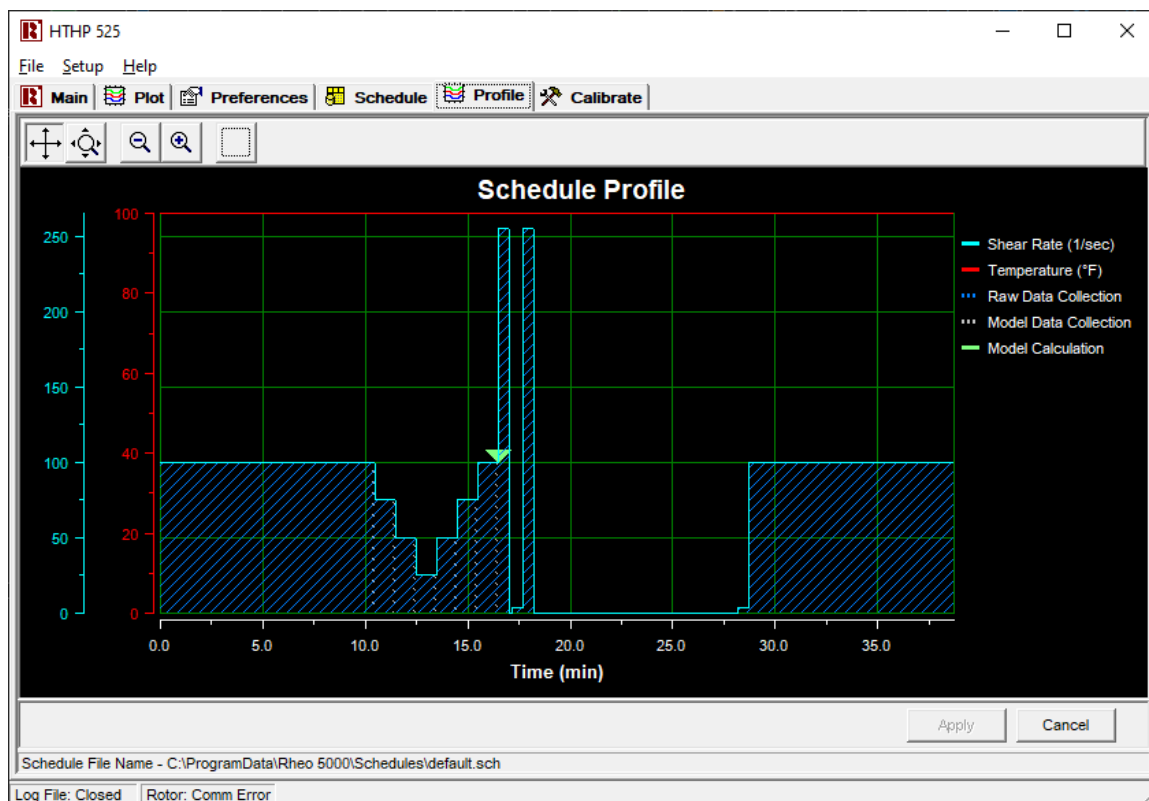 HTHP 525
File Setup Help
Main Plot Preferences Schedule Profile Calibrate
Schedule Profile
250
200
150
100
50
0
100
80
60
40
20
0
Shear Rate (1/sec)
Temperature (°F)
Raw Data Collection
Model Data Collection
Model Calculation
0.0 5.0 10.0 15.0 20.0 25.0 30.0 35.0
Time (min)
Apply Cancel
Schedule File Name - C:\ProgramData\Rheo 5000\Schedules\default.sch
Log File: Closed Rotor: Comm Error